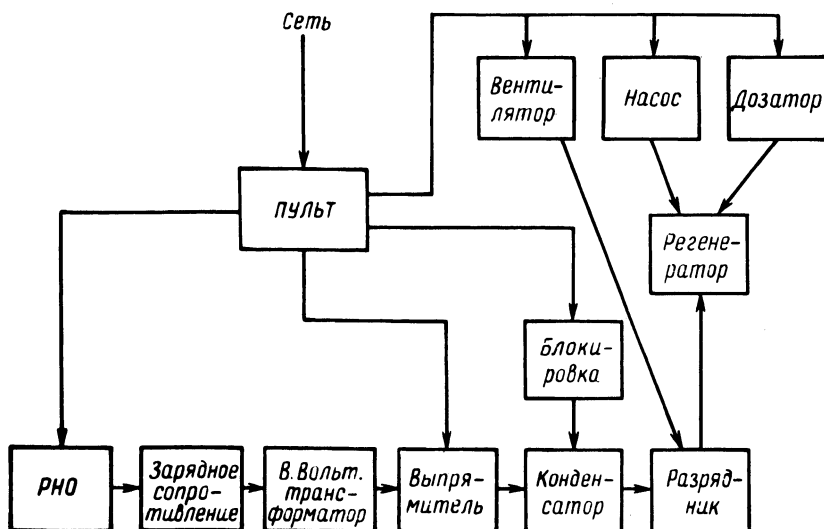 Сеть
Венти-
лятор
Насос
Дозатор
ПУЛЬТ
Регене-
ратор
Блоки-
ровка
РНО
Зарядное
сопро-
тивление
В.Вольт.
транс-
форматор
Выпря-
митель
Конден-
сатор
Разряд-
ник